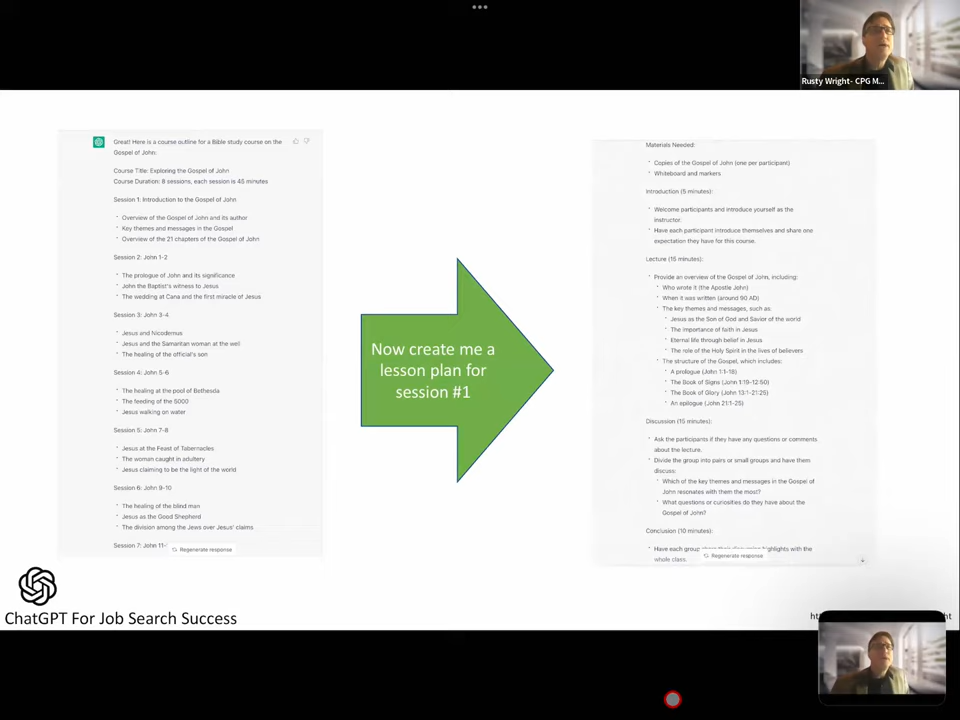 Rusty Wright- CPG M...
Great! Here is a course outline for a Bible study course on the
Gospel of John:
Course Title: Exploring the Gospel of John
Course Duration: 8 sessions, each session is 45 minutes
Session 1: Introduction to the Gospel of John
Overview of the Gospel of John and its author
Key themes and messages in the Gospel
Overview of the 21 chapters of the Gospel of John
Session 2: John 1-2
The prologue of John and its significance
John the Baptist's witness to Jesus
The wedding at Cana and the first miracle of Jesus
Session 3: John 3-4
Jesus and Nicodemus
Jesus and the Samaritan woman at the well
The healing of the official's son
Session 4: John 5-6
The healing at the pool of Bethesda
The feeding of the 5000
Jesus walking on water
Session 5: John 7-8
Jesus at the Feast of Tabernacles
The woman caught in adultery
Jesus claiming to be the light of the world
Session 6: John 9-10
The healing of the blind man
Jesus as the Good Shepherd
The division among the Jews over Jesus' claims
Session 7: John 11-
Regenerate response
Now create me a
lesson plan for
session #1
Materials Needed:
Copies of the Gospel of John (one per participant)
Whiteboard and markers
Introduction (5 minutes):
Welcome participants and introduce yourself as the
instructor.
Have each participant introduce themselves and share one
expectation they have for this course.
Lecture (15 minutes):
Provide an overview of the Gospel of John, including:
Who wrote it (the Apostle John)
When it was written (around 90 AD)
The key themes and messages, such as:
Jesus as the Son of God and Savior of the world
The importance of faith in Jesus
Eternal life through belief in Jesus
The role of the Holy Spirit in the lives of believers
The structure of the Gospel, which includes:
A prologue (John 1:1-18)
The Book of Signs (John 1:19-12:50)
The Book of Glory (John 13:1-21:25)
An epilogue (John 21:1-25)
Discussion (15 minutes):
Ask the participants if they have any questions or comments
about the lecture.
Divide the group into pairs or small groups and have them
discuss:
Which of the key themes and messages in the Gospel of
John resonates with them the most?
What questions or curiosities do they have about the
Gospel of John?
Conclusion (10 minutes):
Have each group share their discussion highlights with the
whole class.
Regenerate response
ChatGPT For Job Search Success